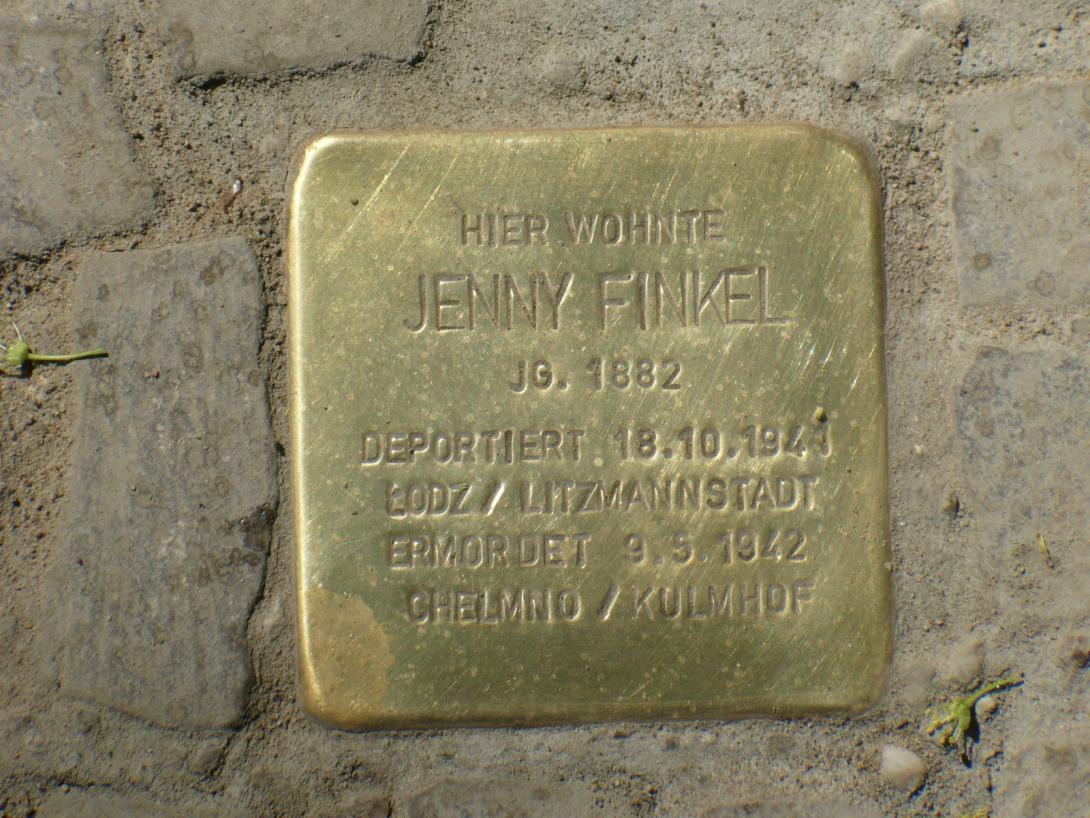 HIER WOHNTE
JENNY FINKEL
JG. 1882
DEPORTIERT 18.10.1941
ŁODZ / LITZMANNSTADT
ERMORDET 9.5.1942
CHELMNO / KULMHOF